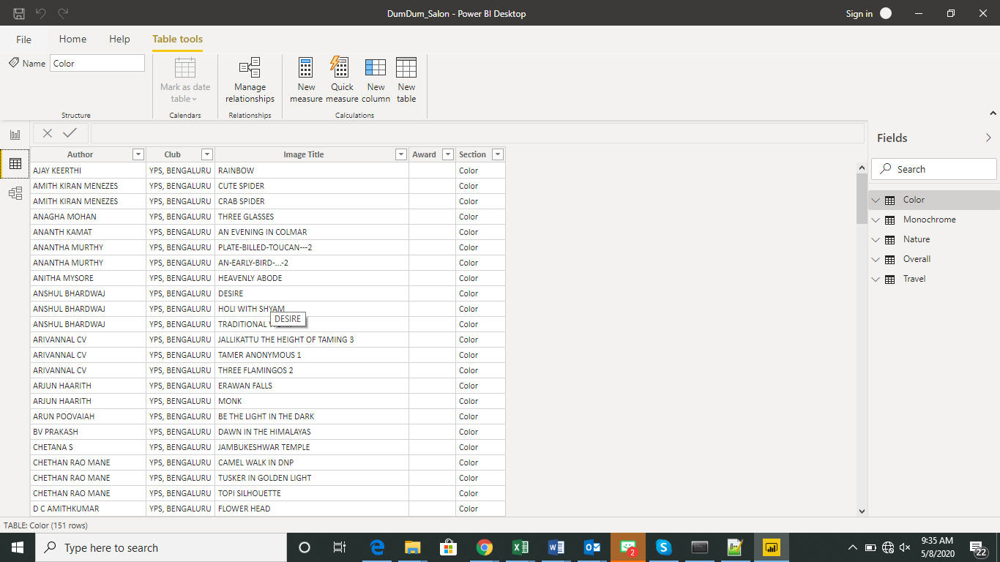 DumDum_Salon - Power BI Desktop
Sign in
File Home Help Table tools
Name Color
Mark as date table
New measure
Quick measure
New column
New table
Manage relationships
Structure Calendars Relationships Calculations
Fields
Search
Color
Monochrome
Nature
Overall
Travel
Author Club Image Title Award Section
AJAY KEERTHI YPS, BENGALURU RAINBOW Color
AMITH KIRAN MENEZES YPS, BENGALURU CUTE SPIDER Color
AMITH KIRAN MENEZES YPS, BENGALURU CRAB SPIDER Color
ANAGHA MOHAN YPS, BENGALURU THREE GLASSES Color
ANANTH KAMAT YPS, BENGALURU AN EVENING IN COLMAR Color
ANANTHA MURTHY YPS, BENGALURU PLATE-BILLED-TOUCAN---2 Color
ANANTHA MURTHY YPS, BENGALURU AN-EARLY-BIRD-...-2 Color
ANITHA MYSORE YPS, BENGALURU HEAVENLY ABODE Color
ANSHUL BHARDWAJ YPS, BENGALURU DESIRE Color
ANSHUL BHARDWAJ YPS, BENGALURU HOLI WITH SHYAM Color
DESIRE
ANSHUL BHARDWAJ YPS, BENGALURU TRADITIONAL Color
ARIVANNAL CV YPS, BENGALURU JALLIKATTU THE HEIGHT OF TAMING 3 Color
ARIVANNAL CV YPS, BENGALURU TAMER ANONYMOUS 1 Color
ARIVANNAL CV YPS, BENGALURU THREE FLAMINGOS 2 Color
ARJUN HAARITH YPS, BENGALURU ERAWAN FALLS Color
ARJUN HAARITH YPS, BENGALURU MONK Color
ARUN POOVAIAH YPS, BENGALURU BE THE LIGHT IN THE DARK Color
BV PRAKASH YPS, BENGALURU DAWN IN THE HIMALAYAS Color
CHETANA S YPS, BENGALURU JAMBUKESHWAR TEMPLE Color
CHETHAN RAO MANE YPS, BENGALURU CAMEL WALK IN DNP Color
CHETHAN RAO MANE YPS, BENGALURU TUSKER IN GOLDEN LIGHT Color
CHETHAN RAO MANE YPS, BENGALURU TOPI SILHOUETTE Color
D C AMITHKUMAR YPS, BENGALURU FLOWER HEAD Color
TABLE: Color (151 rows)
Type here to search
2
9:35 AM
5/8/2020
22